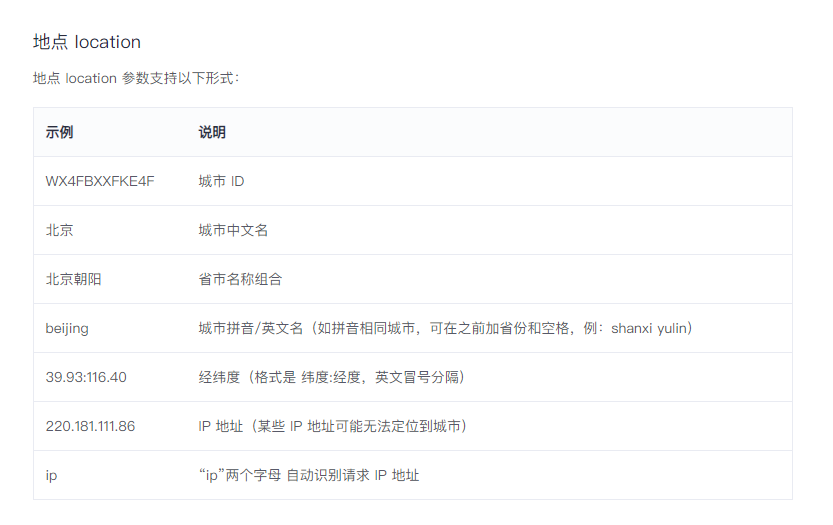 地点 location
地点 location 参数支持以下形式：
示例 说明
WX4FBXXFKE4F 城市 ID
北京 城市中文名
北京朝阳 省市名称组合
beijing 城市拼音/英文名（如拼音相同城市，可在之前加省份和空格，例：shanxi yulin）
39.93:116.40 经纬度（格式是 纬度:经度，英文冒号分隔）
220.181.111.86 IP 地址（某些 IP 地址可能无法定位到城市）
ip “ip”两个字母 自动识别请求 IP 地址